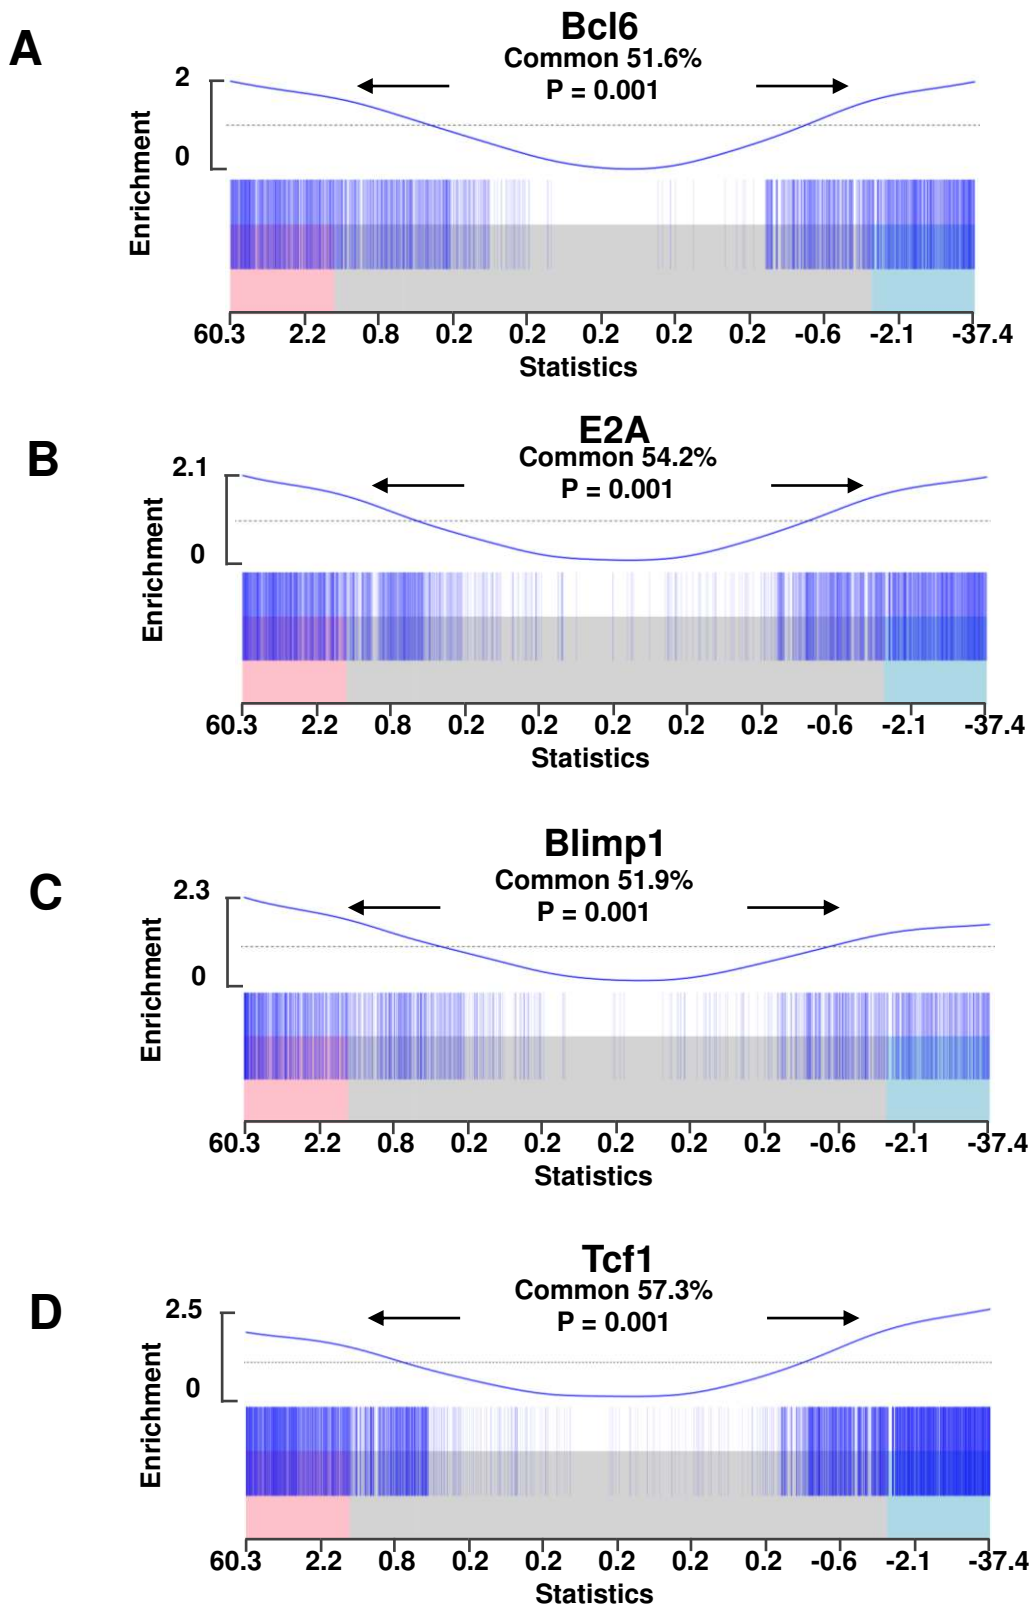 A
Bcl6
Common 51.6%
P = 0.001
2
0
Enrichment
60.3 2.2 0.8 0.2 0.2 0.2 0.2 0.2 -0.6 -2.1 -37.4
Statistics
B
E2A
Common 54.2%
P = 0.001
2.1
0
Enrichment
60.3 2.2 0.8 0.2 0.2 0.2 0.2 0.2 -0.6 -2.1 -37.4
Statistics
C
Blimp1
Common 51.9%
P = 0.001
2.3
0
Enrichment
60.3 2.2 0.8 0.2 0.2 0.2 0.2 0.2 -0.6 -2.1 -37.4
Statistics
D
Tcf1
Common 57.3%
P = 0.001
2.5
0
Enrichment
60.3 2.2 0.8 0.2 0.2 0.2 0.2 0.2 -0.6 -2.1 -37.4
Statistics